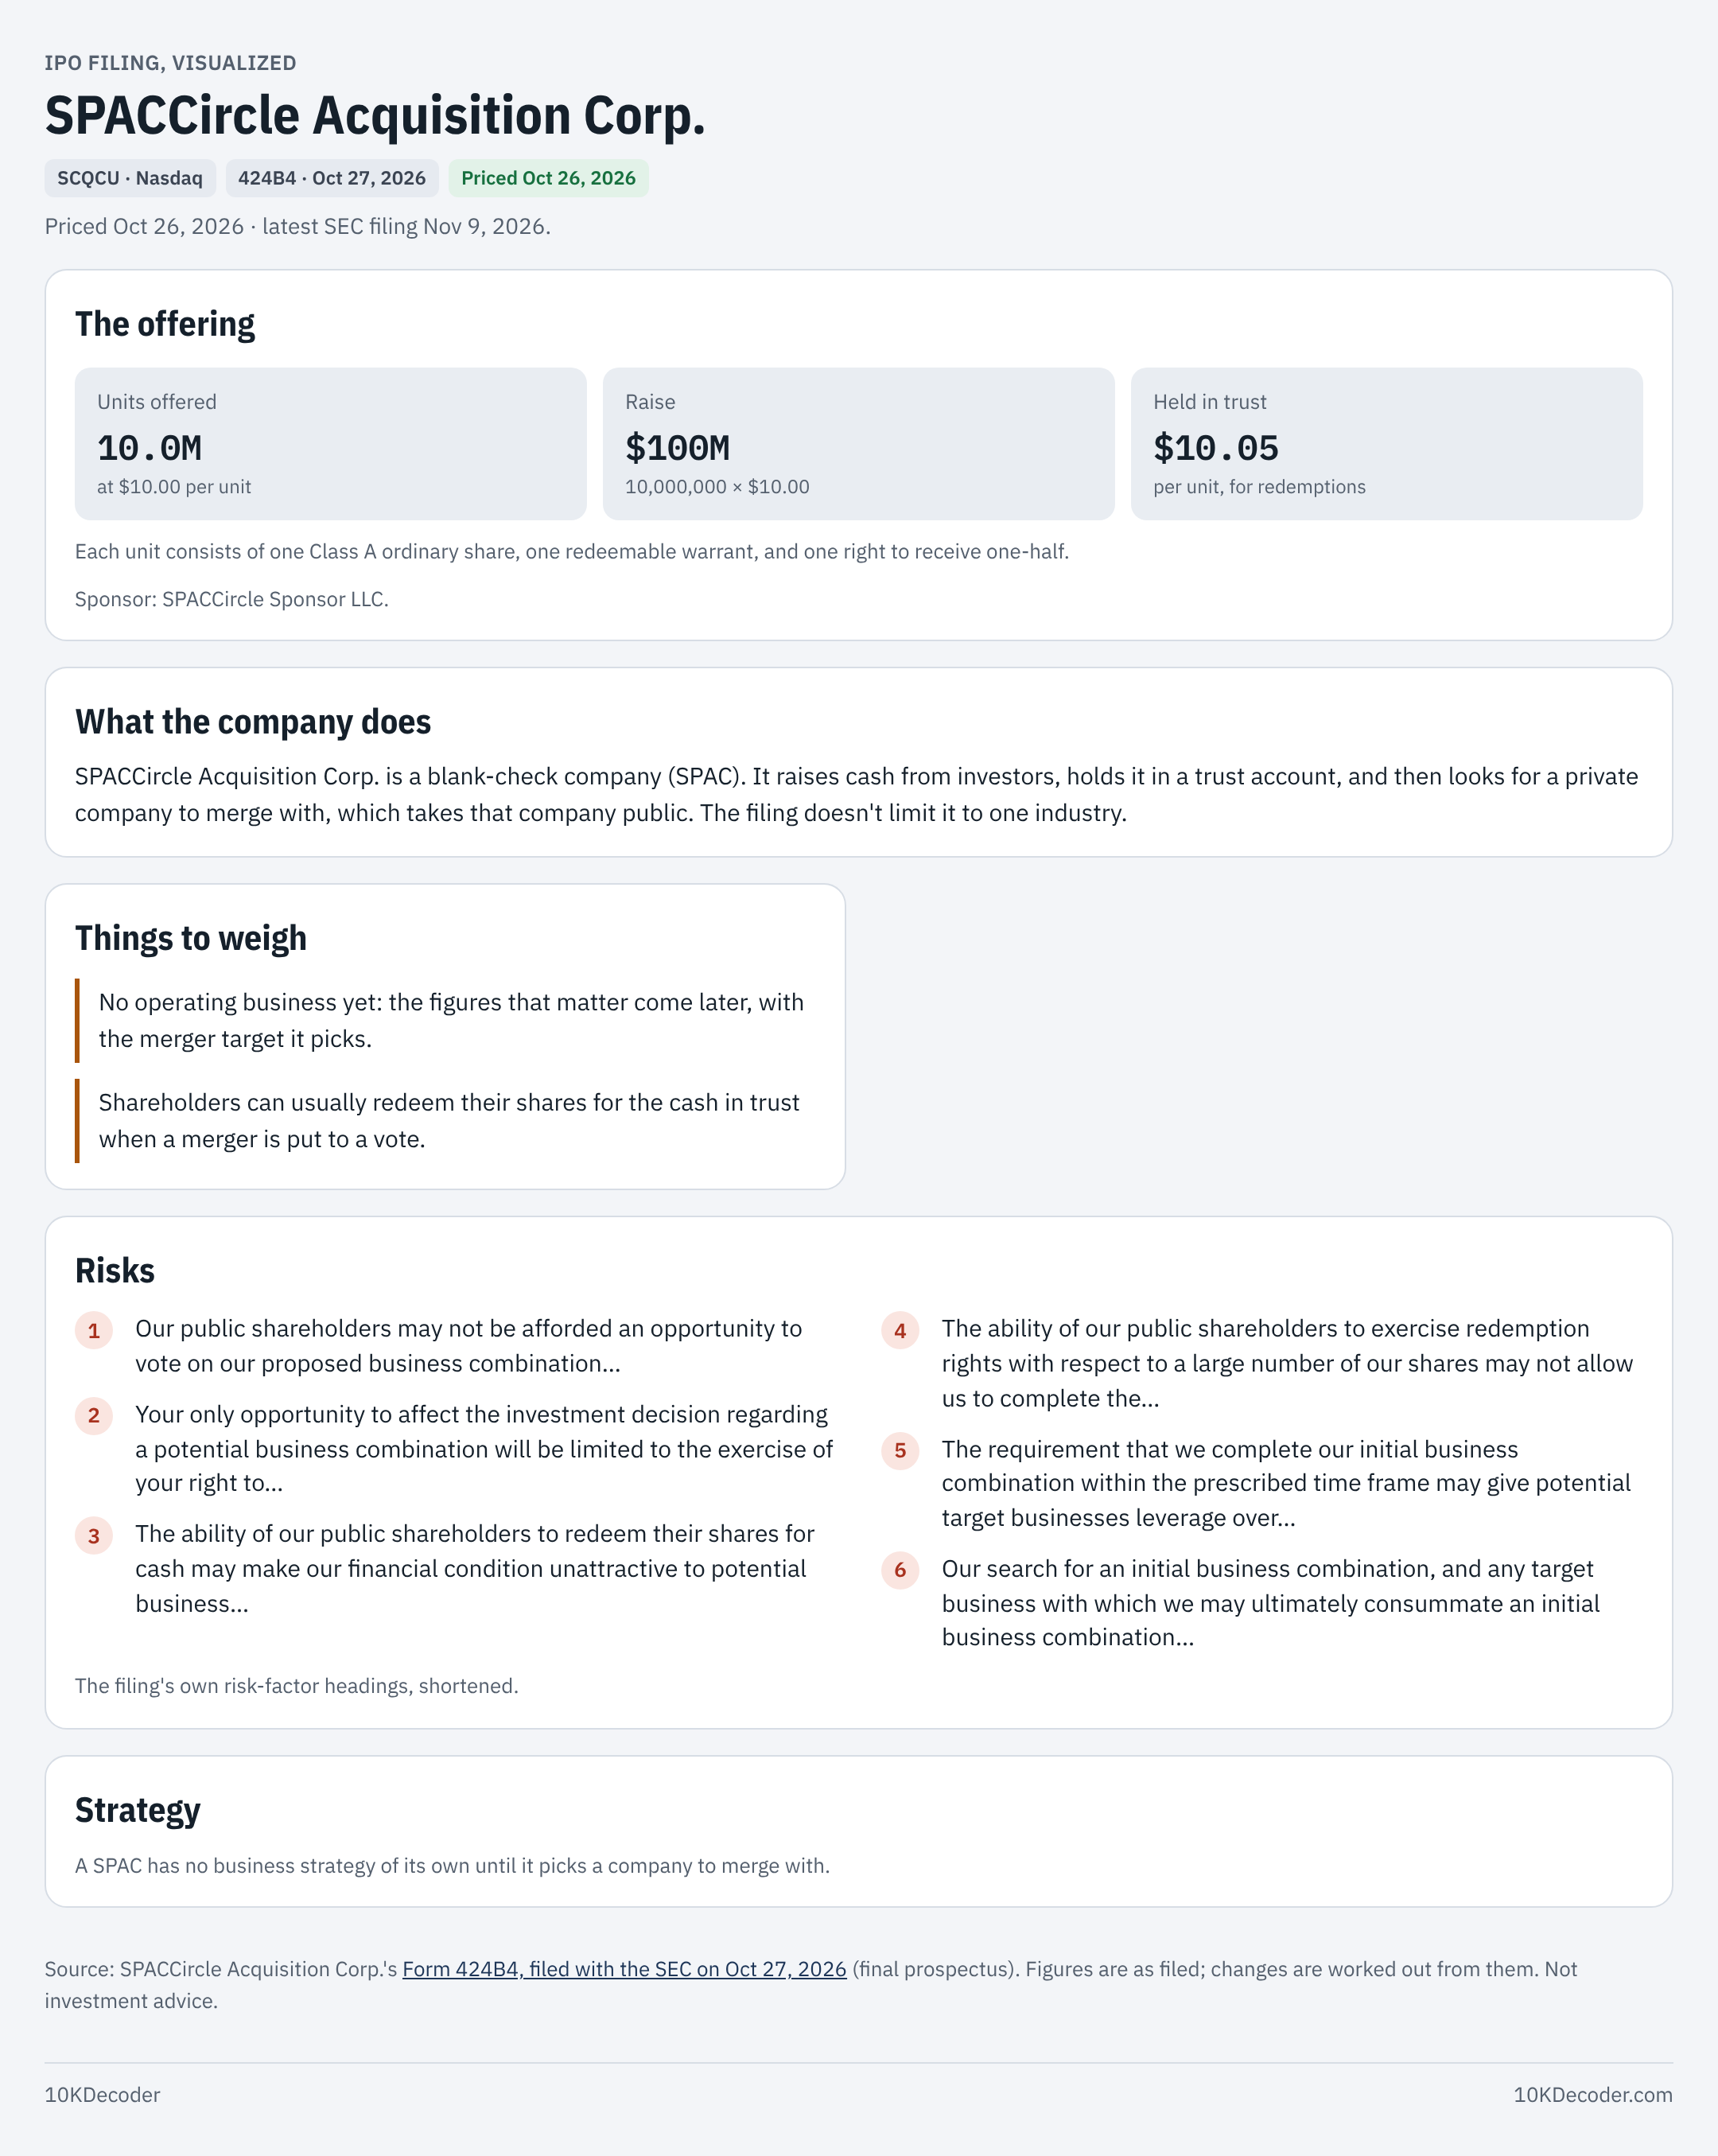 IPO FILING, VISUALIZED
SPACCircle Acquisition Corp.
SCQCU · Nasdaq
424B4 · Oct 27, 2026
Priced Oct 26, 2026
Priced Oct 26, 2026 · latest SEC filing Nov 9, 2026.
The offering
Units offered
10.0M
at $10.00 per unit
Raise
$100M
10,000,000 × $10.00
Held in trust
$10.05
per unit, for redemptions
Each unit consists of one Class A ordinary share, one redeemable warrant, and one right to receive one-half.
Sponsor: SPACCircle Sponsor LLC.
What the company does
SPACCircle Acquisition Corp. is a blank-check company (SPAC). It raises cash from investors, holds it in a trust account, and then looks for a private
company to merge with, which takes that company public. The filing doesn't limit it to one industry.
Things to weigh
No operating business yet: the figures that matter come later, with
the merger target it picks.
Shareholders can usually redeem their shares for the cash in trust
when a merger is put to a vote.
Risks
1 Our public shareholders may not be afforded an opportunity to
vote on our proposed business combination...
2 Your only opportunity to affect the investment decision regarding
a potential business combination will be limited to the exercise of
your right to...
3 The ability of our public shareholders to redeem their shares for
cash may make our financial condition unattractive to potential
business...
4 The ability of our public shareholders to exercise redemption
rights with respect to a large number of our shares may not allow
us to complete the...
5 The requirement that we complete our initial business
combination within the prescribed time frame may give potential
target businesses leverage over...
6 Our search for an initial business combination, and any target
business with which we may ultimately consummate an initial
business combination...
The filing's own risk-factor headings, shortened.
Strategy
A SPAC has no business strategy of its own until it picks a company to merge with.
Source: SPACCircle Acquisition Corp.'s Form 424B4, filed with the SEC on Oct 27, 2026 (final prospectus). Figures are as filed; changes are worked out from them. Not
investment advice.
10KDecoder
10KDecoder.com